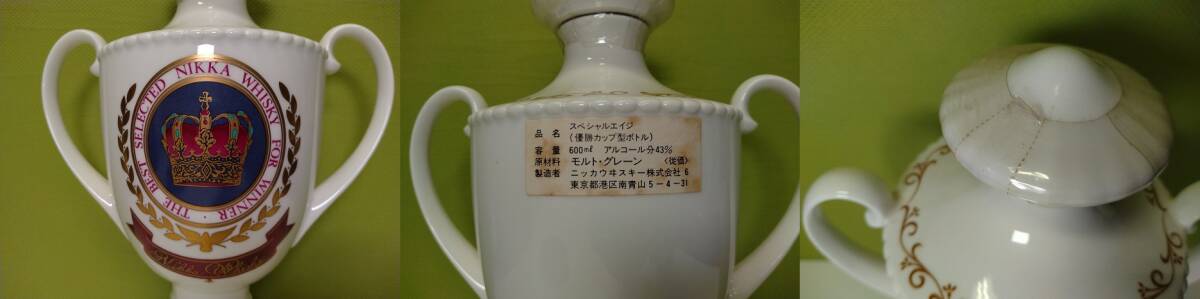 THE BEST SELECTED NIKKA WHISKY FOR WINNER
品名 スペシャルエイジ
(優勝カップ型ボトル)
容量 600㎖ アルコール分43%
原材料 モルト・グレーン 〈従価〉
製造者 ニッカウヰスキー株式会社 6
東京都港区南青山5-4-31